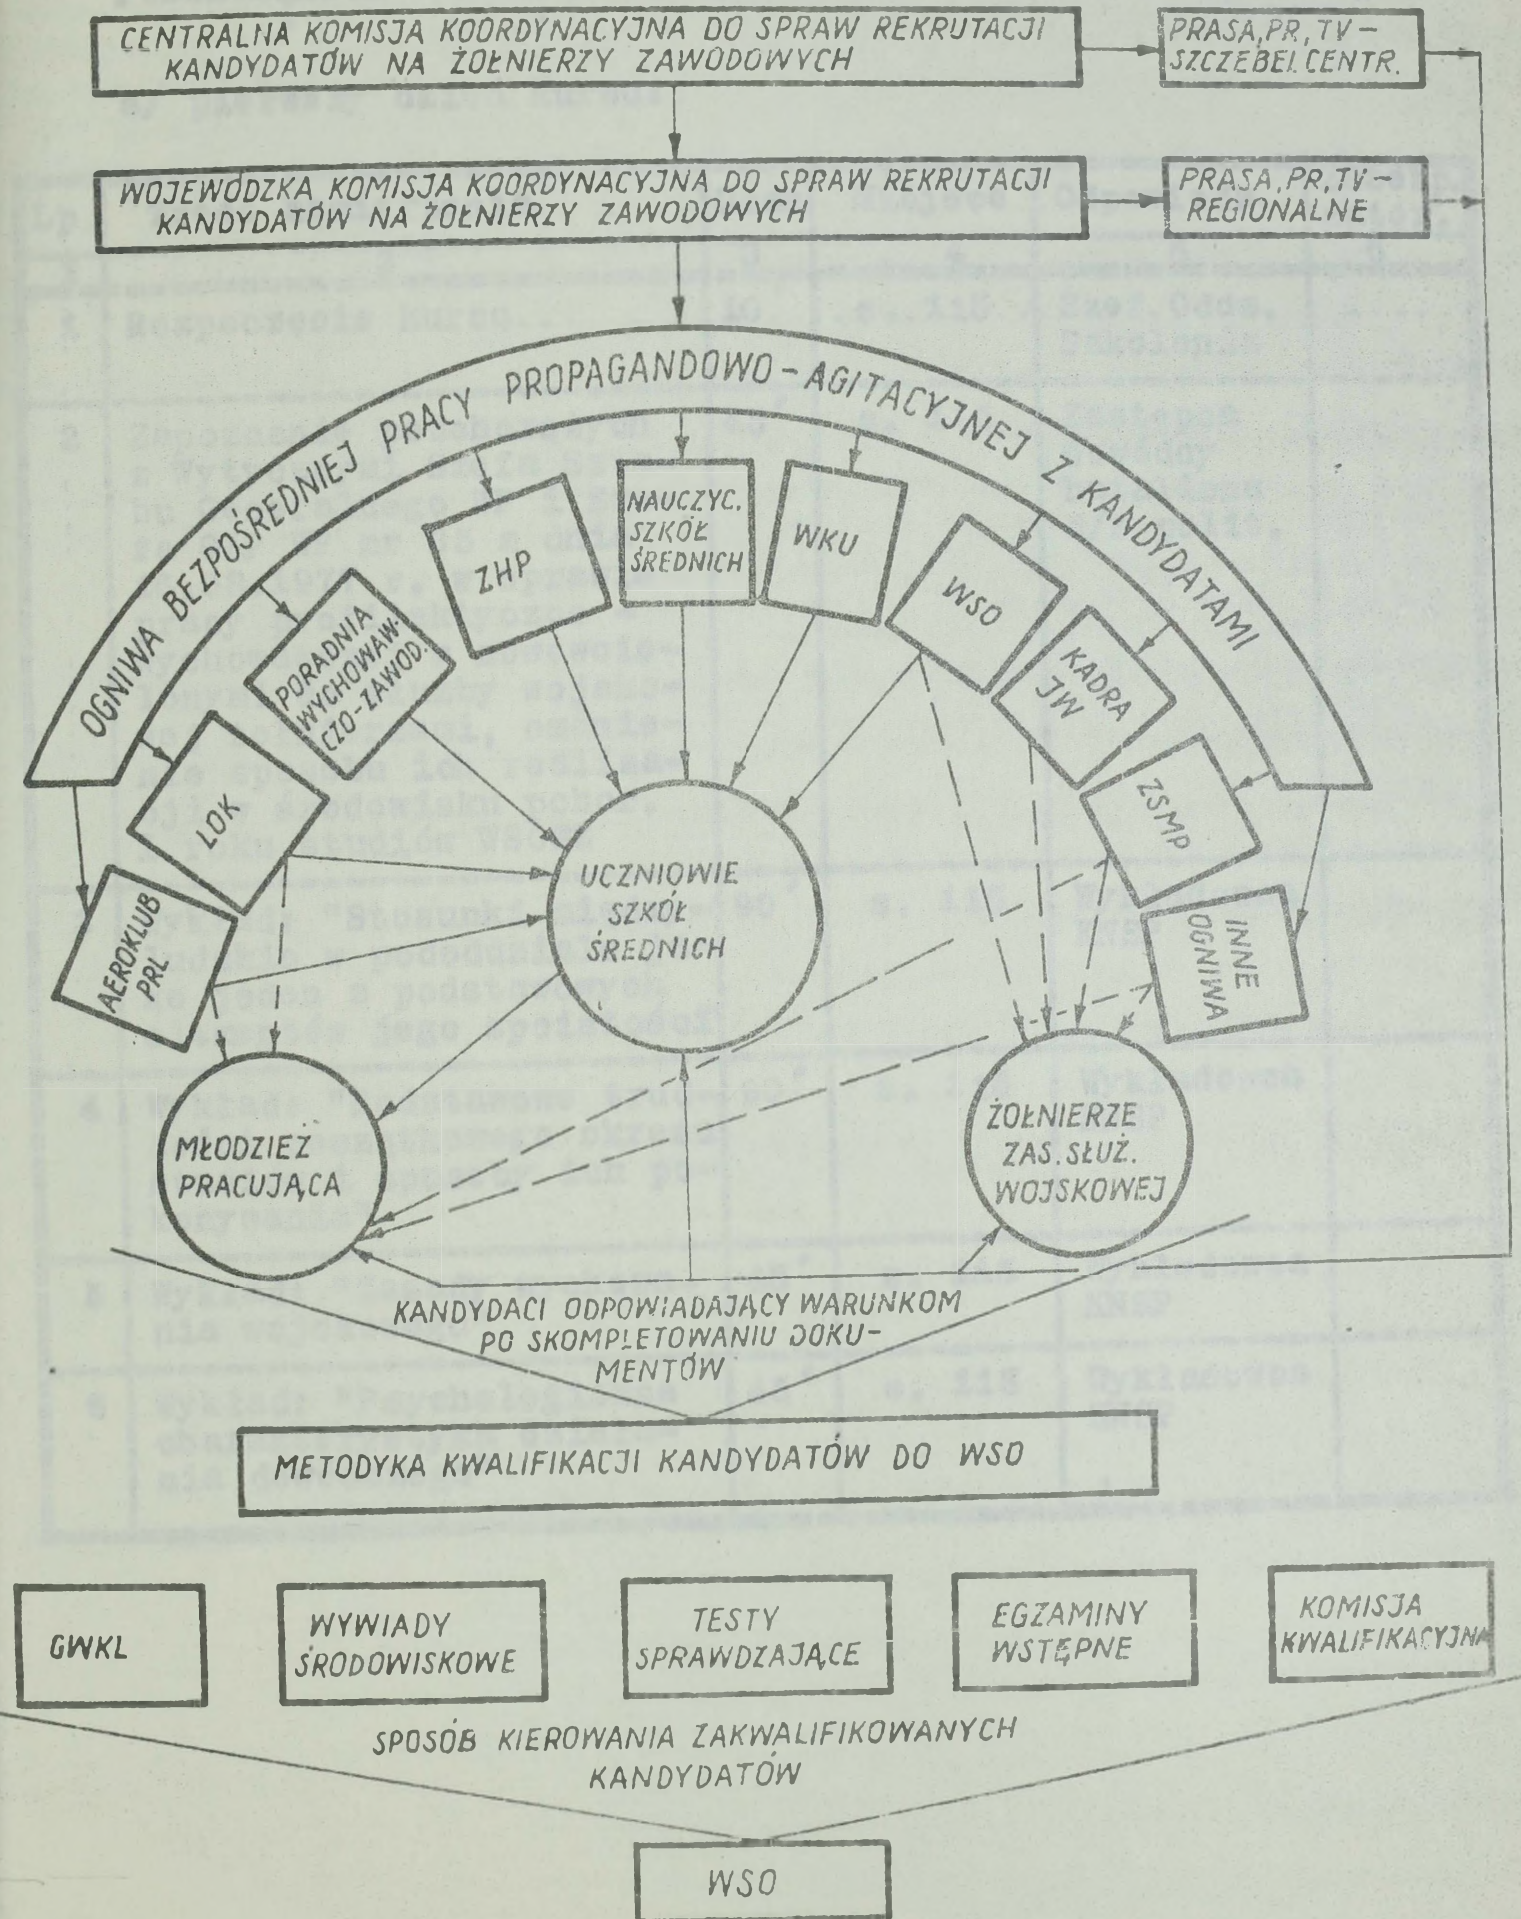 CENTRALNA KOMISJA KOORDYNACYJNA DO SPRAW REKRUTACJI
KANDYDATÓW NA ŻOŁNIERZY ZAWODOWYCH
PRASA, PR, TV –
SZCZEBEL CENTR.
WOJEWÓDZKA KOMISJA KOORDYNACYJNA DO SPRAW REKRUTACJI
KANDYDATÓW NA ŻOŁNIERZY ZAWODOWYCH
PRASA, PR, TV –
REGIONALNE
OGNIWA BEZPOŚREDNIEJ PRACY PROPAGANDOWO – AGITACYJNEJ Z KANDYDATAMI
AEROKLUB
PRL
LOK
PORADNIA
WYCHOWAW-
CZO-ZAWOD.
ZHP
NAUCZYC.
SZKÓŁ
ŚREDNICH
WKU
WSO
KADRA
JW
ZSMP
INNE
OGNIWA
UCZNIOWIE
SZKÓŁ
ŚREDNICH
MŁODZIEŻ
PRACUJĄCA
ŻOŁNIERZE
ZAS. SŁUŻ.
WOJSKOWEJ
KANDYDACI ODPOWIADAJĄCY WARUNKOM
PO SKOMPLETOWANIU DOKU-
MENTÓW
METODYKA KWALIFIKACJI KANDYDATÓW DO WSO
GWKL
WYWIADY
ŚRODOWISKOWE
TESTY
SPRAWDZAJĄCE
EGZAMINY
WSTĘPNE
KOMISJA
KWALIFIKACYJNA
SPOSÓB KIEROWANIA ZAKWALIFIKOWANYCH
KANDYDATÓW
WSO